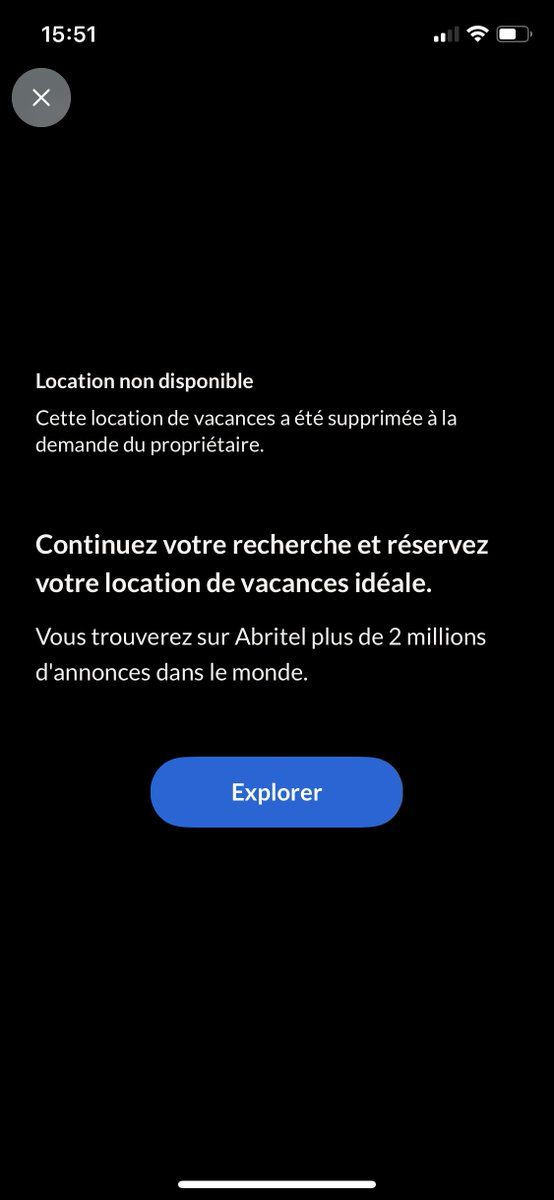 15:51
Location non disponible
Cette location de vacances a été supprimée à la
demande du propriétaire.
Continuez votre recherche et réservez
votre location de vacances idéale.
Vous trouverez sur Abritel plus de 2 millions
d'annonces dans le monde.
Explorer